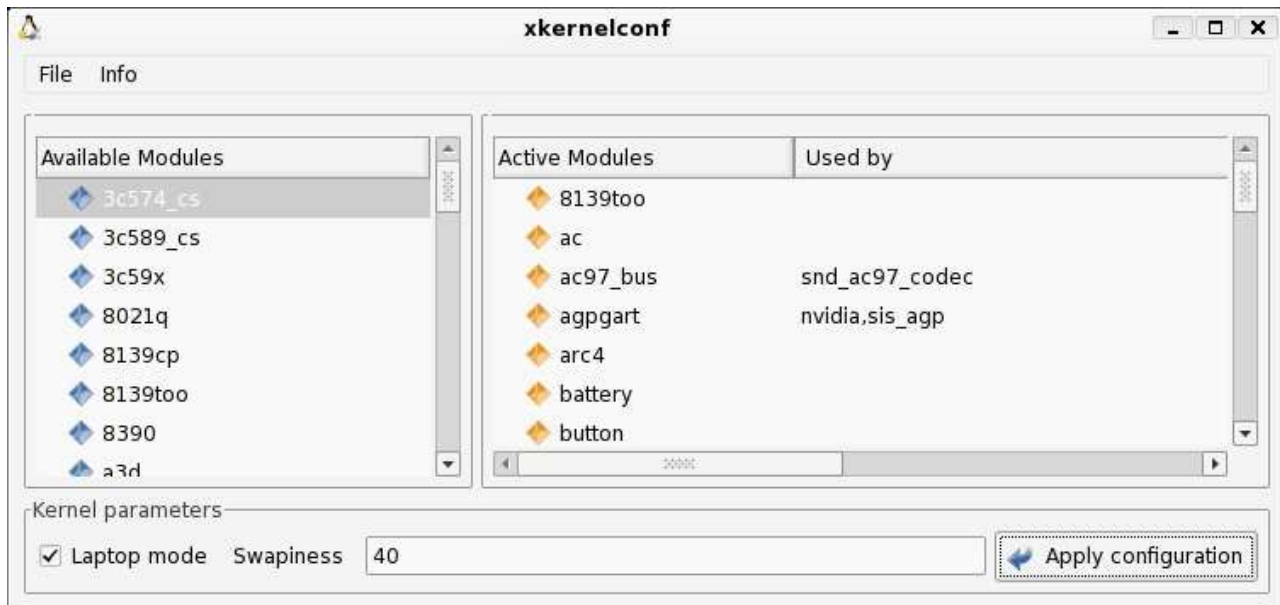 xkernelconf
File Info
Available Modules
3c574_cs
3c589_cs
3c59x
8021q
8139cp
8139too
8390
a3d
Active Modules Used by
8139too
ac
ac97_bus snd_ac97_codec
agpgart nvidia,sis_agp
arc4
battery
button
Kernel parameters
Laptop mode Swapiness 40 Apply configuration